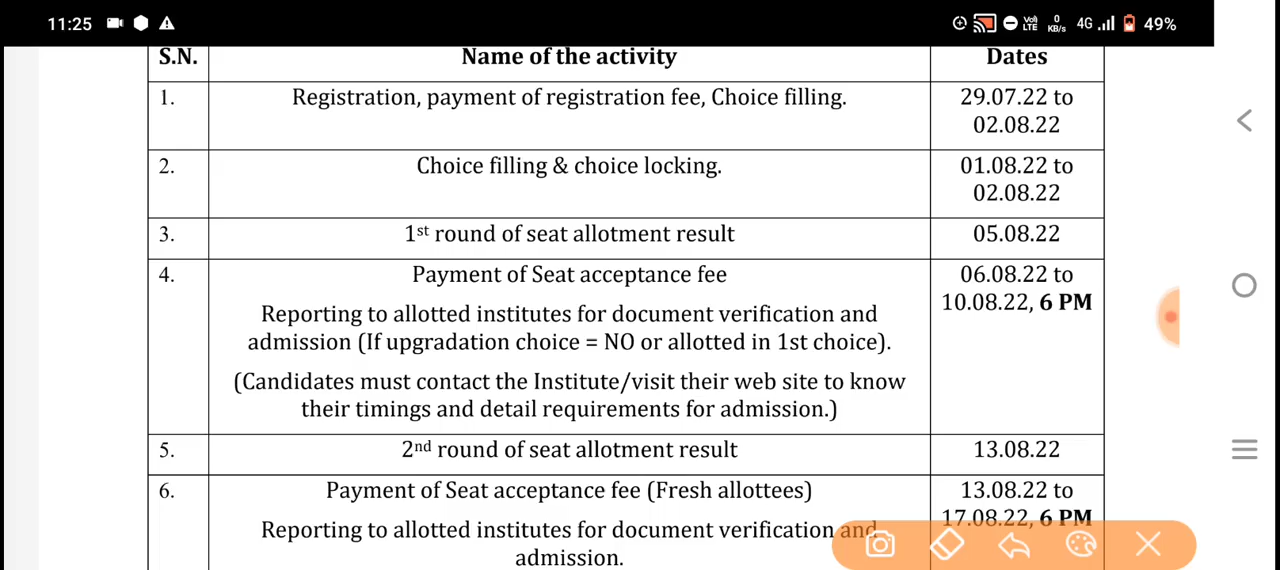 11:25 Vol) LTE 0 KB/s 4G 49%
S.N. Name of the activity Dates
1. Registration, payment of registration fee, Choice filling. 29.07.22 to
02.08.22
2. Choice filling & choice locking. 01.08.22 to
02.08.22
3. 1st round of seat allotment result 05.08.22
4. Payment of Seat acceptance fee 06.08.22 to
10.08.22, 6 PM
Reporting to allotted institutes for document verification and
admission (If upgradation choice = NO or allotted in 1st choice).
(Candidates must contact the Institute/visit their web site to know
their timings and detail requirements for admission.)
5. 2nd round of seat allotment result 13.08.22
6. Payment of Seat acceptance fee (Fresh allottees) 13.08.22 to
17.08.22, 6 PM
Reporting to allotted institutes for document verification and
admission.